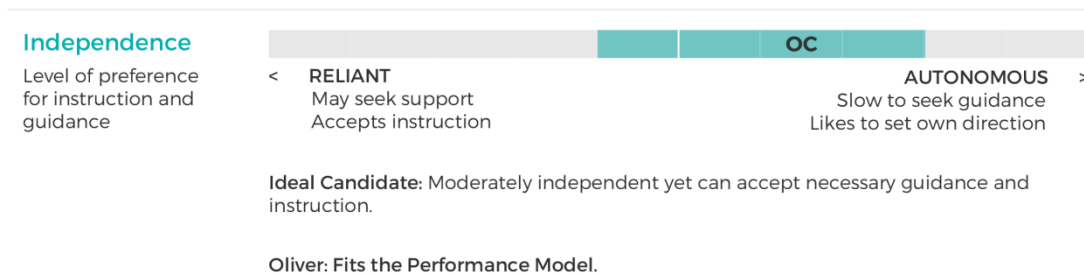 Independence
OC
Level of preference
for instruction and
guidance
< RELIANT
May seek support
Accepts instruction
AUTONOMOUS >
Slow to seek guidance
Likes to set own direction
Ideal Candidate: Moderately independent yet can accept necessary guidance and
instruction.
Oliver: Fits the Performance Model.